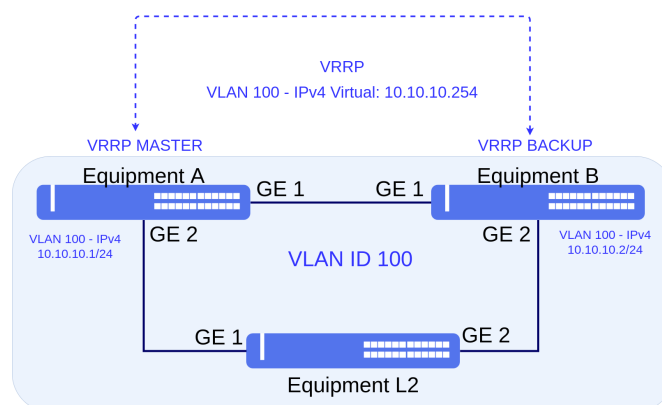 VRRP
VLAN 100 - IPv4 Virtual: 10.10.10.254
VRRP MASTER
VRRP BACKUP
Equipment A
Equipment B
GE 1
GE 1
VLAN 100 - IPv4
10.10.10.1/24
GE 2
GE 2
VLAN 100 - IPv4
10.10.10.2/24
VLAN ID 100
GE 1
GE 2
Equipment L2